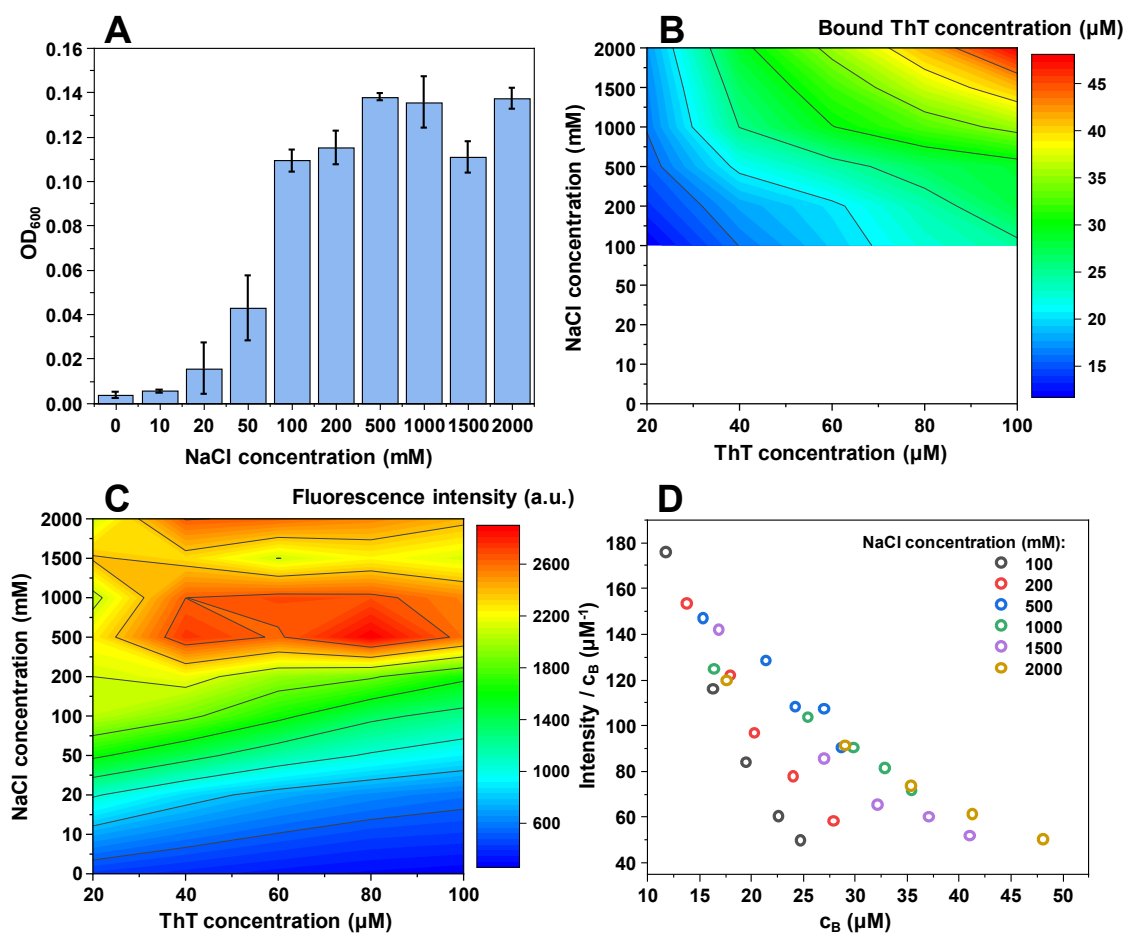 A
OD600
0.16
0.14
0.12
0.10
0.08
0.06
0.04
0.02
0.00
0 10 20 50 100 200 500 1000 1500 2000
NaCl concentration (mM)
B
Bound ThT concentration (µM)
NaCl concentration (mM)
2000
1500
1000
500
200
100
50
20
10
0
20 40 60 80 100
ThT concentration (µM)
45
40
35
30
25
20
15
C
Fluorescence intensity (a.u.)
NaCl concentration (mM)
2000
1500
1000
500
200
100
50
20
10
0
20 40 60 80 100
ThT concentration (µM)
2600
2200
1800
1400
1000
600
D
Intensity / cB (µM-1)
180
160
140
120
100
80
60
40
NaCl concentration (mM):
100
200
500
1000
1500
2000
10 15 20 25 30 35 40 45 50
cB (µM)